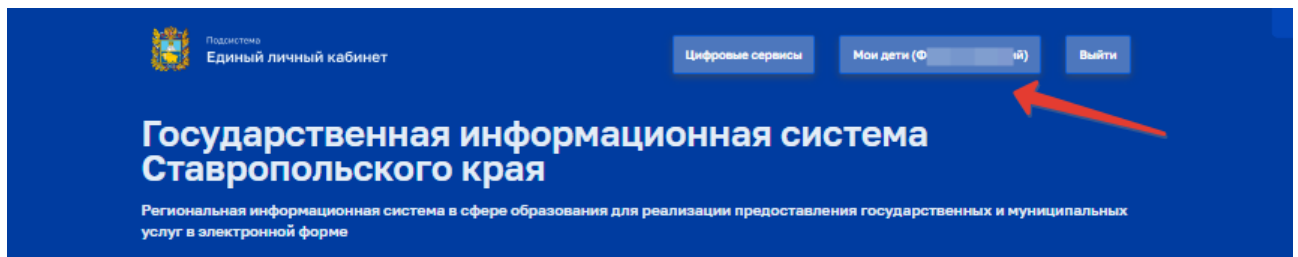 Подсистема
Единый личный кабинет
Цифровые сервисы
Мои дети (Ф ий)
Выйти
Государственная информационная система
Ставропольского края
Региональная информационная система в сфере образования для реализации предоставления государственных и муниципальных
услуг в электронной форме